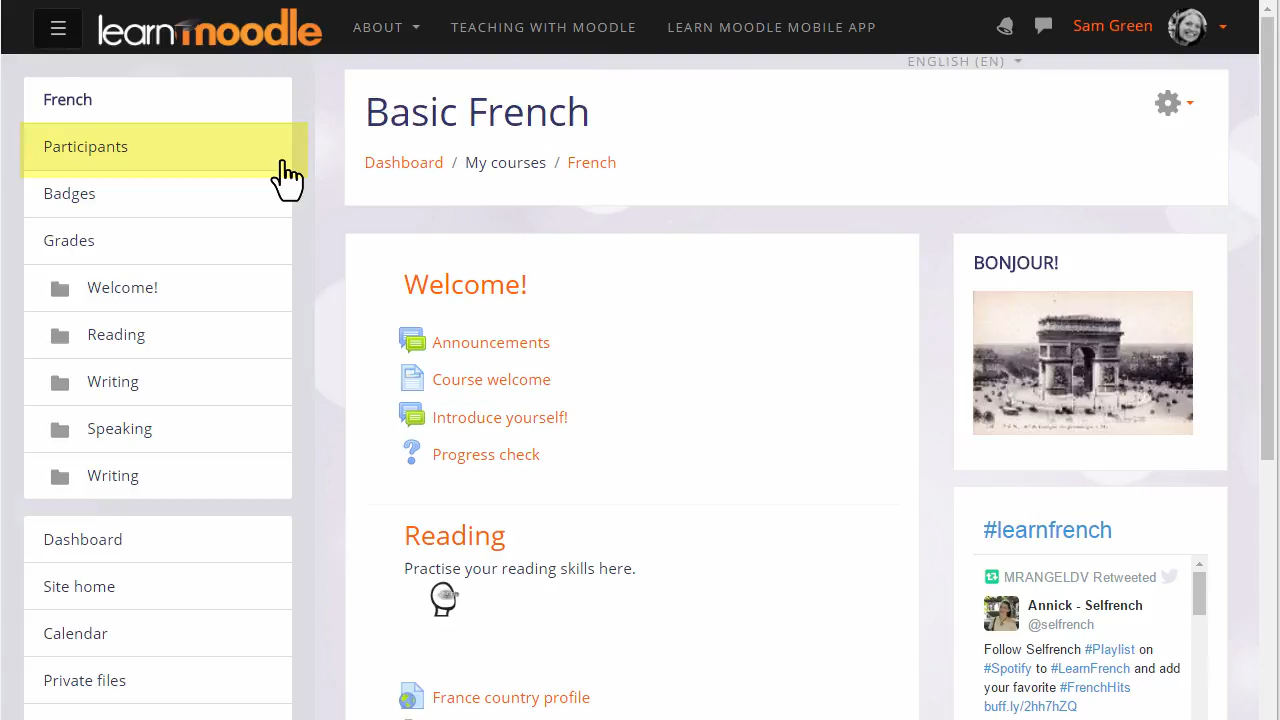 learn moodle
ABOUT
TEACHING WITH MOODLE
LEARN MOODLE MOBILE APP
Sam Green
ENGLISH (EN)
French
Participants
Badges
Grades
Welcome!
Reading
Writing
Speaking
Writing
Dashboard
Site home
Calendar
Private files
Basic French
Dashboard / My courses / French
Welcome!
Announcements
Course welcome
Introduce yourself!
Progress check
Reading
Practise your reading skills here.
France country profile
BONJOUR!
#learnfrench
MRANGELDV Retweeted
Annick - Selfrench
@selfrench
Follow Selfrench #Playlist on
#Spotify to #LearnFrench and add
your favorite #FrenchHits
buff.ly/2hh7hZQ